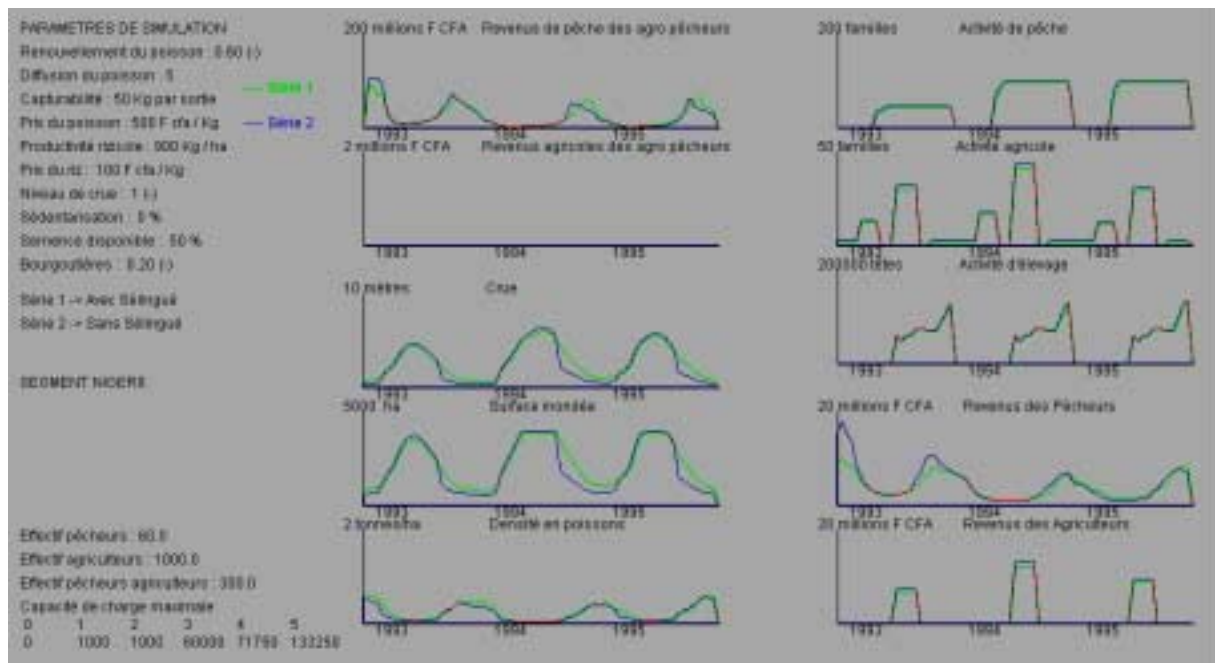 PARAMETRES DE SIMULATION
Renouvellement du poisson : 0.60 (-)
Diffusion du poisson : 5
Capturabilité : 50 Kg par sortie
Prix du poisson : 500 F cfa / Kg
Productivité rizicole : 900 Kg / ha
Prix du riz : 100 F cfa / Kg
Niveau de crue : 1 (-)
Sédentarisation : 0 %
Semence disponible : 50 %
Bourgoutières : 0.20 (-)
Série 1 -> Avec Sélingué
Série 2 -> Sans Sélingué
SEGMENT NIGER8
Effectif pêcheurs : 60.0
Effectif agriculteurs : 1000.0
Effectif pêcheurs agriculteurs : 300.0
Capacité de charge maximale
0 1 2 3 4 5
0 1000 1000 60000 71750 133250
Série 1
Série 2
200 millions F CFA Revenus de pêche des agro pêcheurs
1993 1994 1995
2 millions F CFA Revenus agricoles des agro pêcheurs
1993 1994 1995
10 mètres Crue
1993 1994 1995
5000 ha Surface inondée
1993 1994 1995
2 tonnes/ha Densité en poissons
1993 1994 1995
200 familles Activité de pêche
1993 1994 1995
50 familles Activité agricole
1993 1994 1995
200000 têtes Activité d'élevage
1993 1994 1995
20 millions F CFA Revenus des Pêcheurs
1993 1994 1995
20 millions F CFA Revenus des Agriculteurs
1993 1994 1995